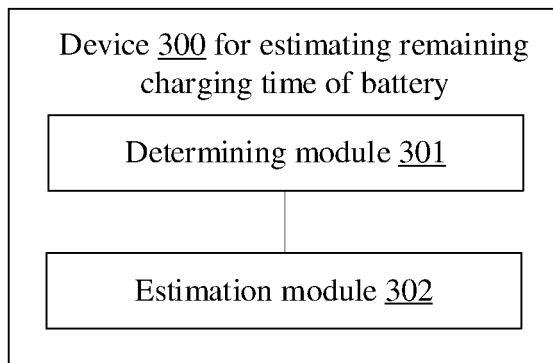 Device 300 for estimating remaining
charging time of battery
Determining module 301
Estimation module 302